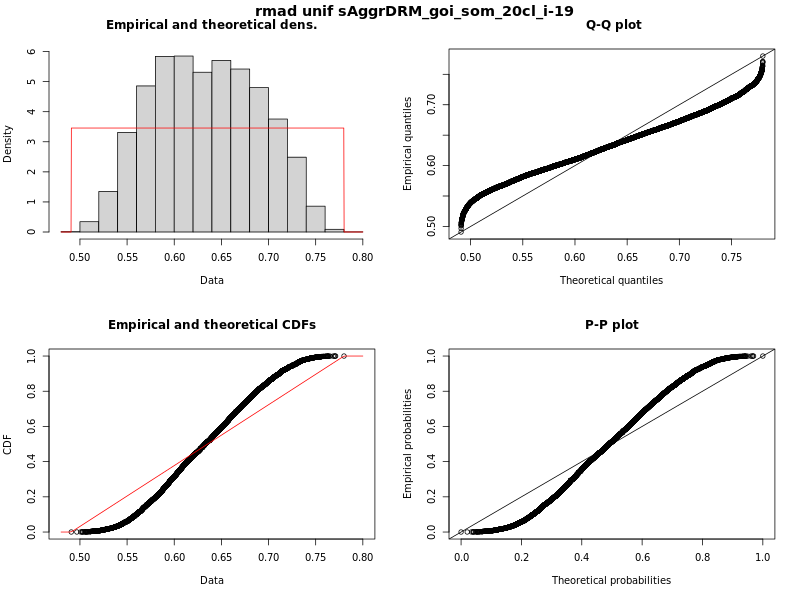 rmad unif sAggrDRM_goi_som_20cl_i-19
Empirical and theoretical dens.
Density
0 1 2 3 4 5 6
0.50 0.55 0.60 0.65 0.70 0.75 0.80
Data
Q-Q plot
Empirical quantiles
0.50 0.60 0.70
0.50 0.55 0.60 0.65 0.70 0.75
Theoretical quantiles
Empirical and theoretical CDFs
CDF
0.0 0.2 0.4 0.6 0.8 1.0
0.50 0.55 0.60 0.65 0.70 0.75 0.80
Data
P-P plot
Empirical probabilities
0.0 0.2 0.4 0.6 0.8 1.0
0.0 0.2 0.4 0.6 0.8 1.0
Theoretical probabilities